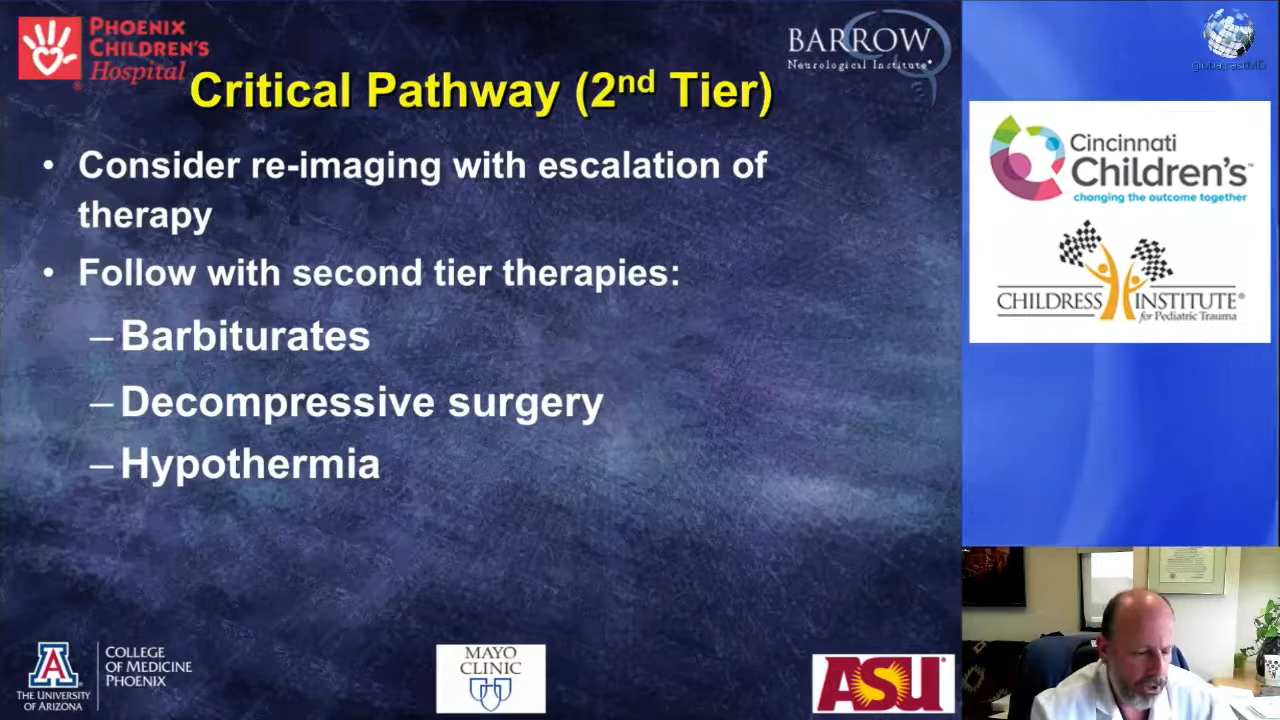 PHOENIX
CHILDREN'S
Hospital
BARROW
Neurological Institute®
globalcastMD
Critical Pathway (2nd Tier)
• Consider re-imaging with escalation of
therapy
• Follow with second tier therapies:
– Barbiturates
– Decompressive surgery
– Hypothermia
Cincinnati
Children's™
changing the outcome together
CHILDRESS INSTITUTE®
for Pediatric Trauma
THE UNIVERSITY
OF ARIZONA
COLLEGE
OF MEDICINE
PHOENIX
MAYO
CLINIC
ASU®